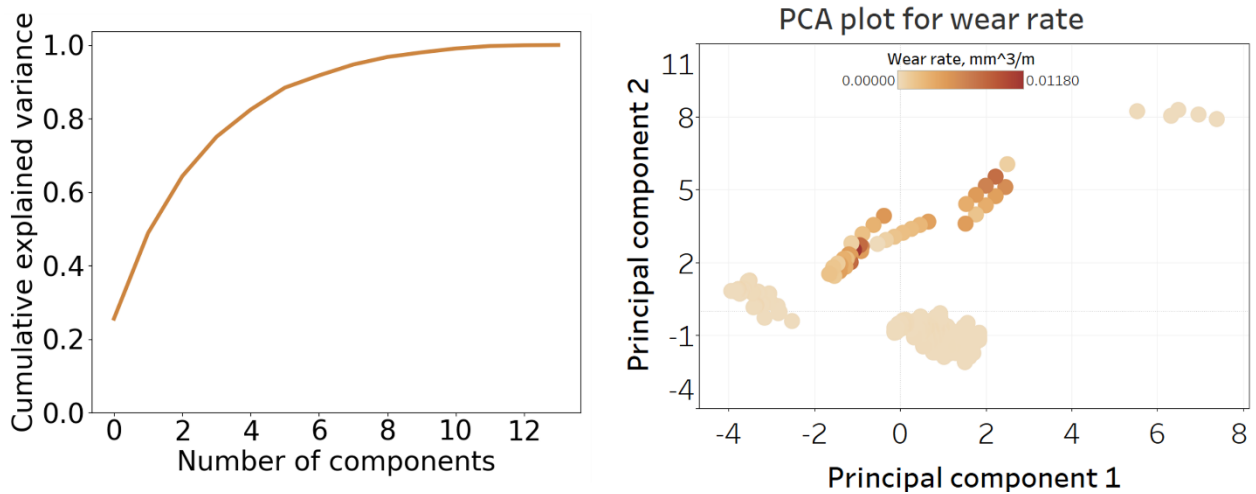 Cumulative explained variance
1.0
0.8
0.6
0.4
0.2
0.0
0 2 4 6 8 10 12
Number of components
PCA plot for wear rate
Wear rate, mm^3/m
0.00000 0.01180
Principal component 2
11
8
5
2
-1
-4
-4 -2 0 2 4 6 8
Principal component 1